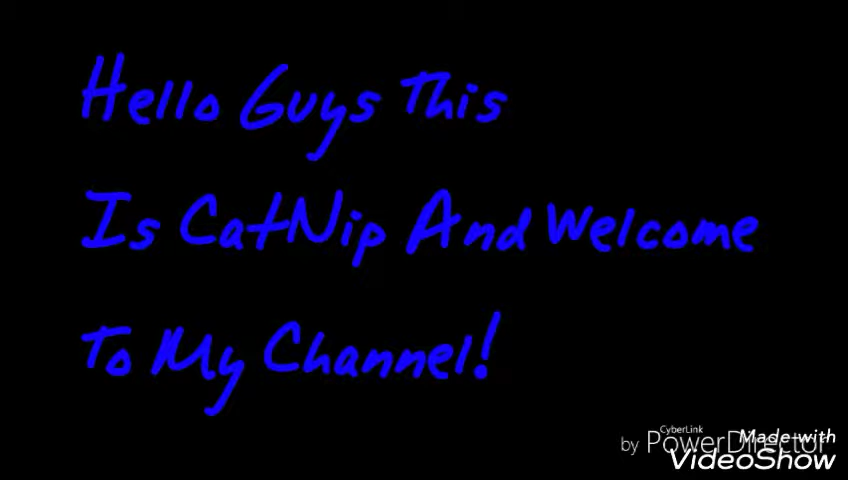 Hello Guys This
Is CatNip And Welcome
To My Channel!
CyberLink
by PowerDirector
Made with
VideoShow